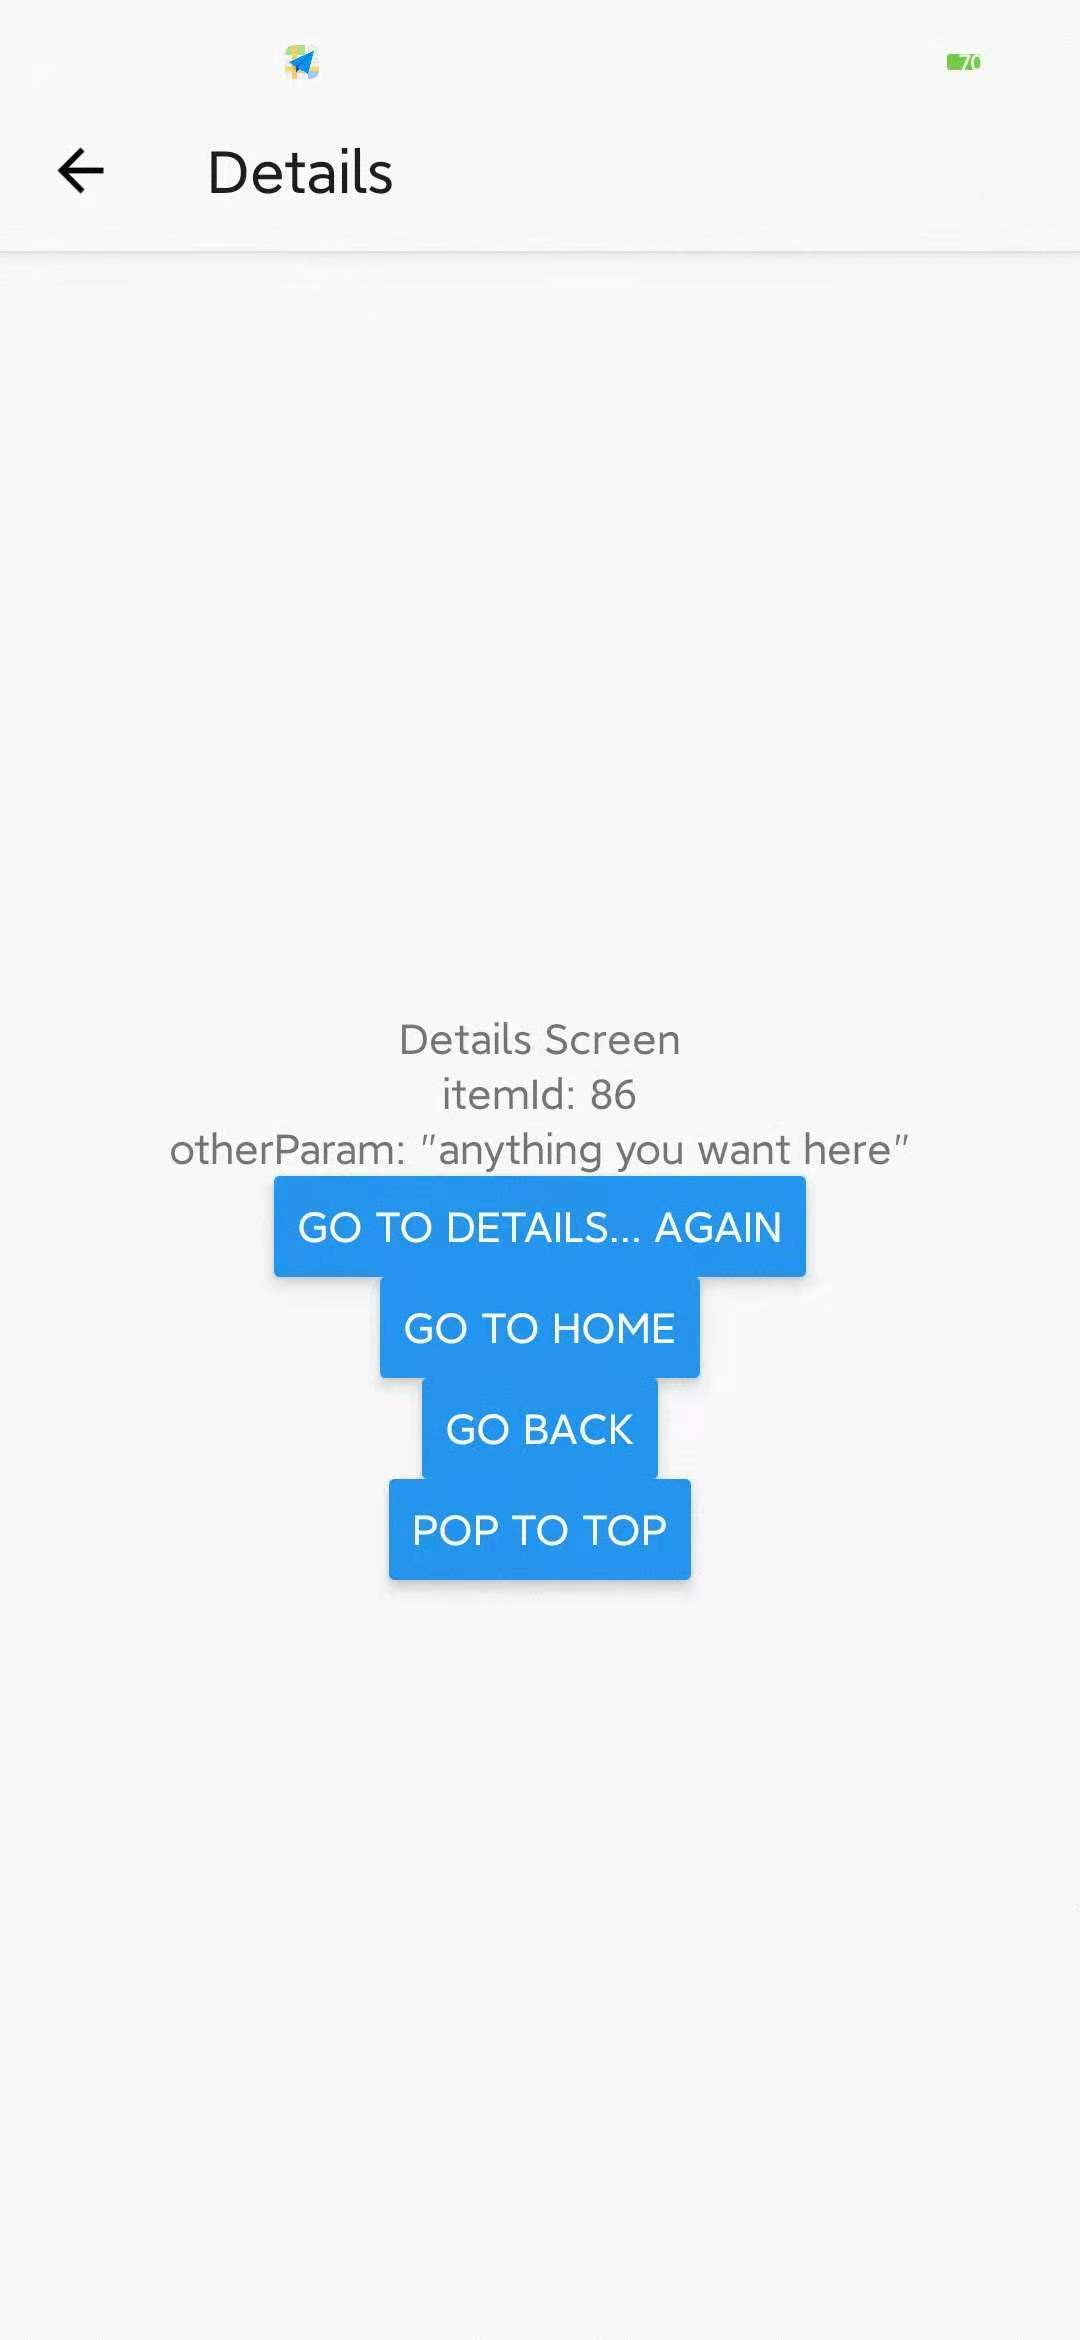 70
Details
Details Screen
itemId: 86
otherParam: "anything you want here"
GO TO DETAILS... AGAIN
GO TO HOME
GO BACK
POP TO TOP